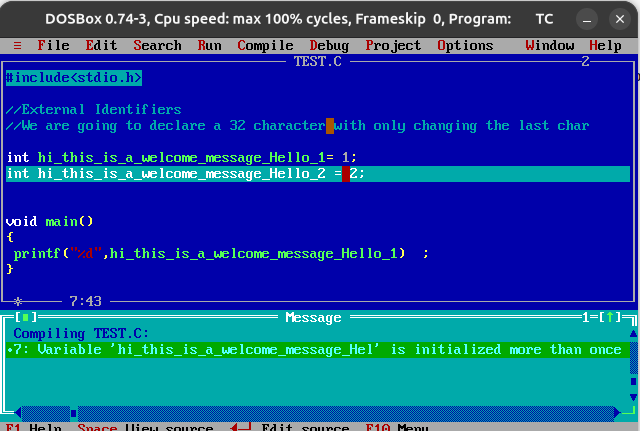 DOSBox 0.74-3, Cpu speed: max 100% cycles, Frameskip 0, Program: TC
≡ File Edit Search Run Compile Debug Project Options Window Help
TEST.C 2
#include<stdio.h>
//External Identifiers
//We are going to declare a 32 character with only changing the last char
int hi_this_is_a_welcome_message_Hello_1= 1;
int hi_this_is_a_welcome_message_Hello_2 = 2;
void main()
{
printf("%d",hi_this_is_a_welcome_message_Hello_1) ;
}
* 7:43
[■] Message 1=[↑]
Compiling TEST.C:
•7: Variable 'hi_this_is_a_welcome_message_Hel' is initialized more than once
F1 Help Space View source ◄┘ Edit source F10 Menu